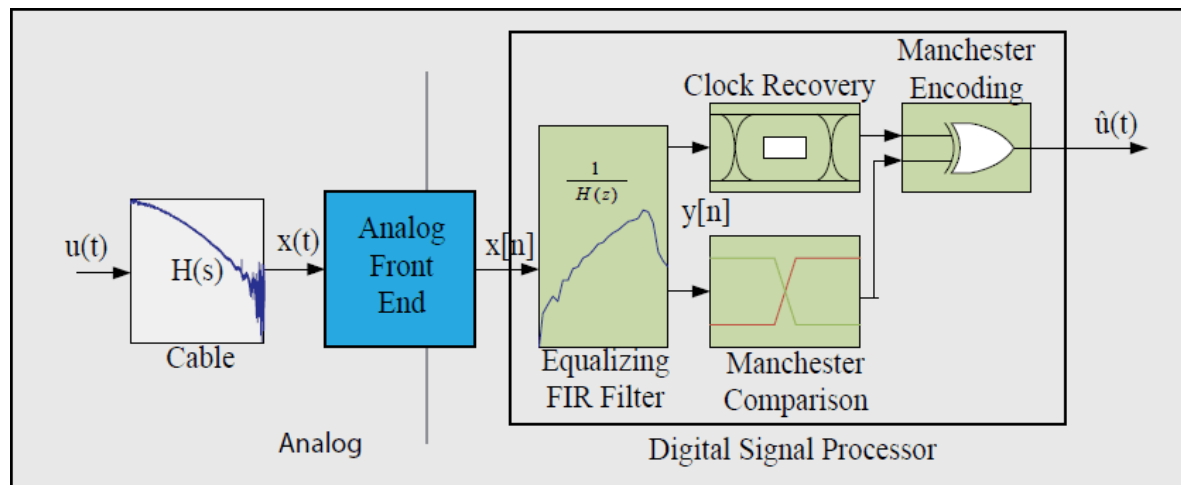 Manchester
Encoding
Clock Recovery
û(t)
u(t)
H(s)
Cable
x(t)
Analog
Front
End
x[n]
1
H(z)
y[n]
Equalizing
FIR Filter
Manchester
Comparison
Analog
Digital Signal Processor